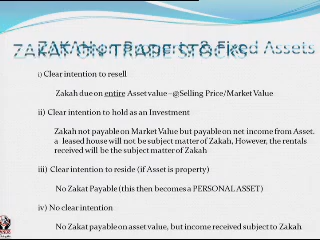 ZAKAT ON TRADE STOCKS
ZAKAH on Property & Fixed Assets
i) Clear intention to resell
Zakah due on entire Asset value –@Selling Price/Market Value
ii) Clear intention to hold as an Investment
Zakah not payable on Market Value but payable on net income from Asset.
a leased house will not be subject matter of Zakah, However, the rentals
received will be the subject matter of Zakah
iii) Clear intention to reside (if Asset is property)
No Zakat Payable (this then becomes a PERSONAL ASSET)
iv) No clear intention
No Zakat payable on asset value, but income received subject to Zakah